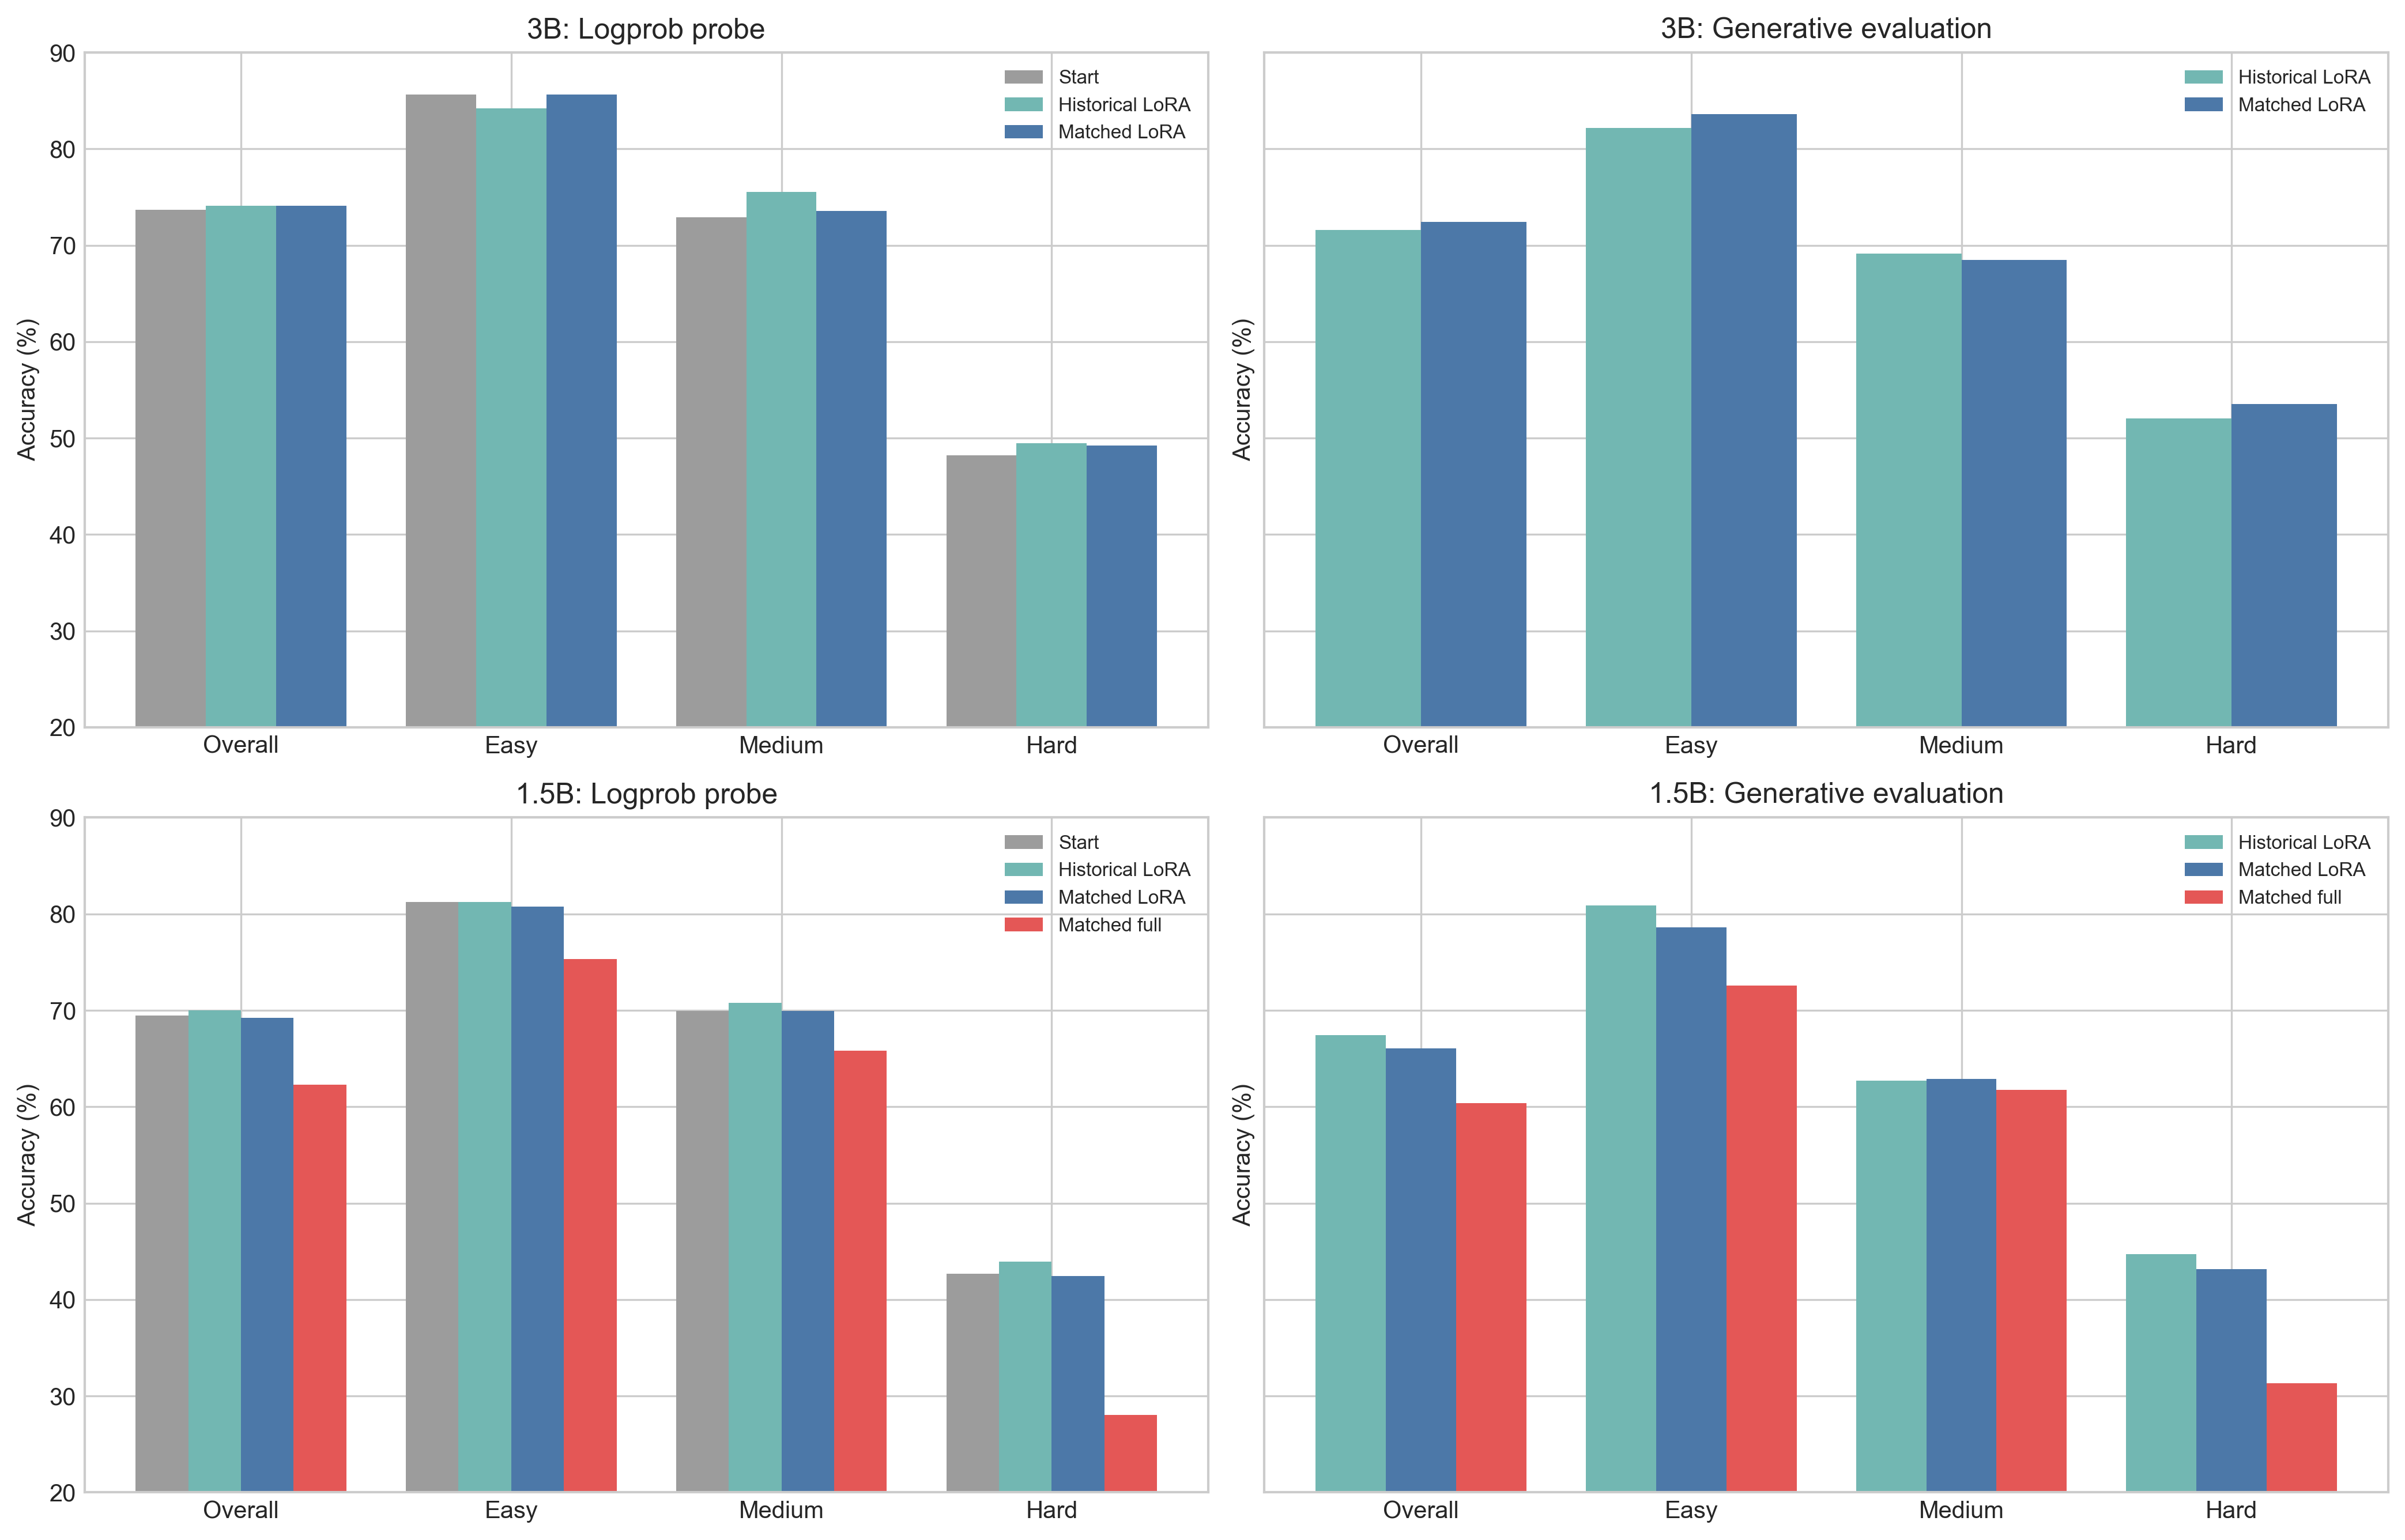 3B: Logprob probe
Accuracy (%)
90
80
70
60
50
40
30
20
Start
Historical LoRA
Matched LoRA
Overall
Easy
Medium
Hard
3B: Generative evaluation
Accuracy (%)
Historical LoRA
Matched LoRA
Overall
Easy
Medium
Hard
1.5B: Logprob probe
Accuracy (%)
90
80
70
60
50
40
30
20
Start
Historical LoRA
Matched LoRA
Matched full
Overall
Easy
Medium
Hard
1.5B: Generative evaluation
Accuracy (%)
Historical LoRA
Matched LoRA
Matched full
Overall
Easy
Medium
Hard